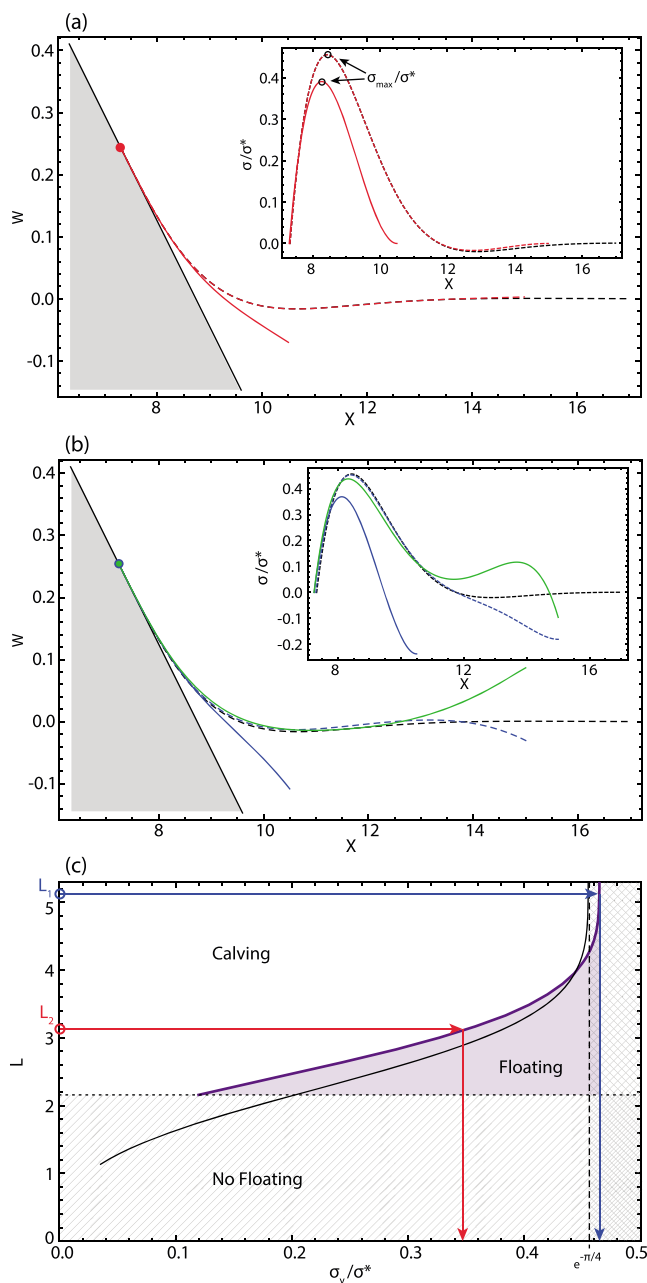 (a)
0.4
0.3
0.2
0.1
0.0
-0.1
w
8
10
12
14
16
X
0.4
0.3
0.2
0.1
0.0
σ/σ*
8
10
12
14
16
X
σmax/σ*
(b)
0.4
0.3
0.2
0.1
0.0
-0.1
w
8
10
12
14
16
X
0.4
0.3
0.2
0.1
0.0
-0.1
-0.2
σ/σ*
8
10
12
14
16
X
(c)
L1
5
4
L2
3
2
1
0
L
Calving
Floating
No Floating
0.0
0.1
0.2
0.3
0.4
0.5
e-π/4
σy/σ*